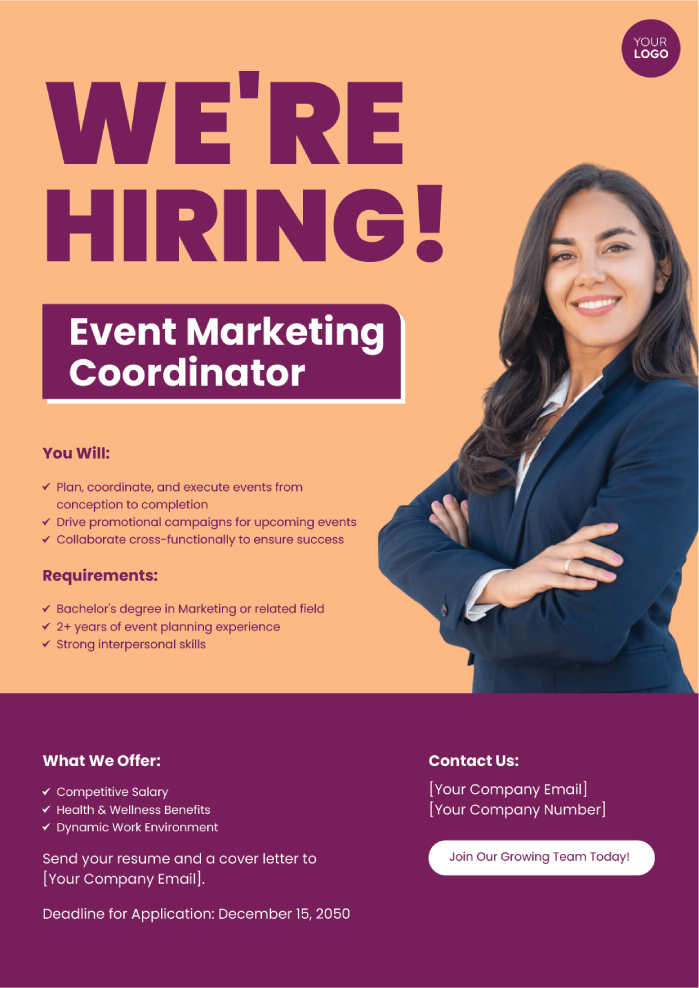 YOUR
LOGO
WE'RE
HIRING!
Event Marketing
Coordinator
You Will:
✔ Plan, coordinate, and execute events from
conception to completion
✔ Drive promotional campaigns for upcoming events
✔ Collaborate cross-functionally to ensure success
Requirements:
✔ Bachelor's degree in Marketing or related field
✔ 2+ years of event planning experience
✔ Strong interpersonal skills
What We Offer:
✔ Competitive Salary
✔ Health & Wellness Benefits
✔ Dynamic Work Environment
Send your resume and a cover letter to
[Your Company Email].
Deadline for Application: December 15, 2050
Contact Us:
[Your Company Email]
[Your Company Number]
Join Our Growing Team Today!